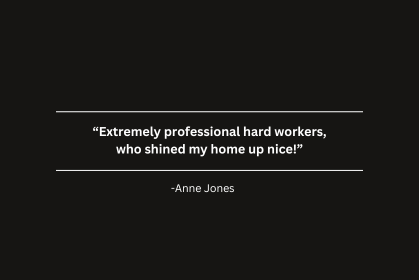 “Extremely professional hard workers,
who shined my home up nice!”
-Anne Jones